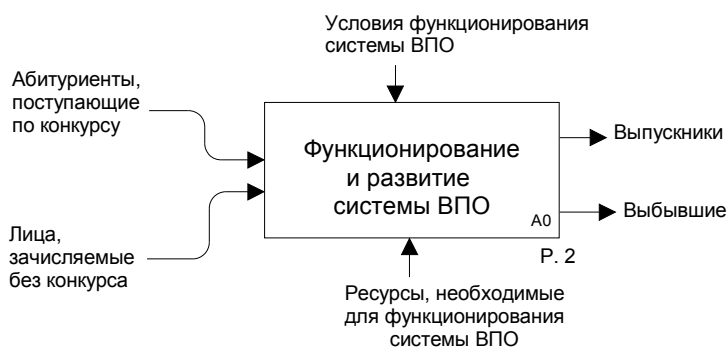 Условия функционирования
системы ВПО
Абитуриенты,
поступающие
по конкурсу
Функционирование
и развитие
системы ВПО
A0
Выпускники
Выбывшие
P. 2
Лица,
зачисляемые
без конкурса
Ресурсы, необходимые
для функционирования
системы ВПО